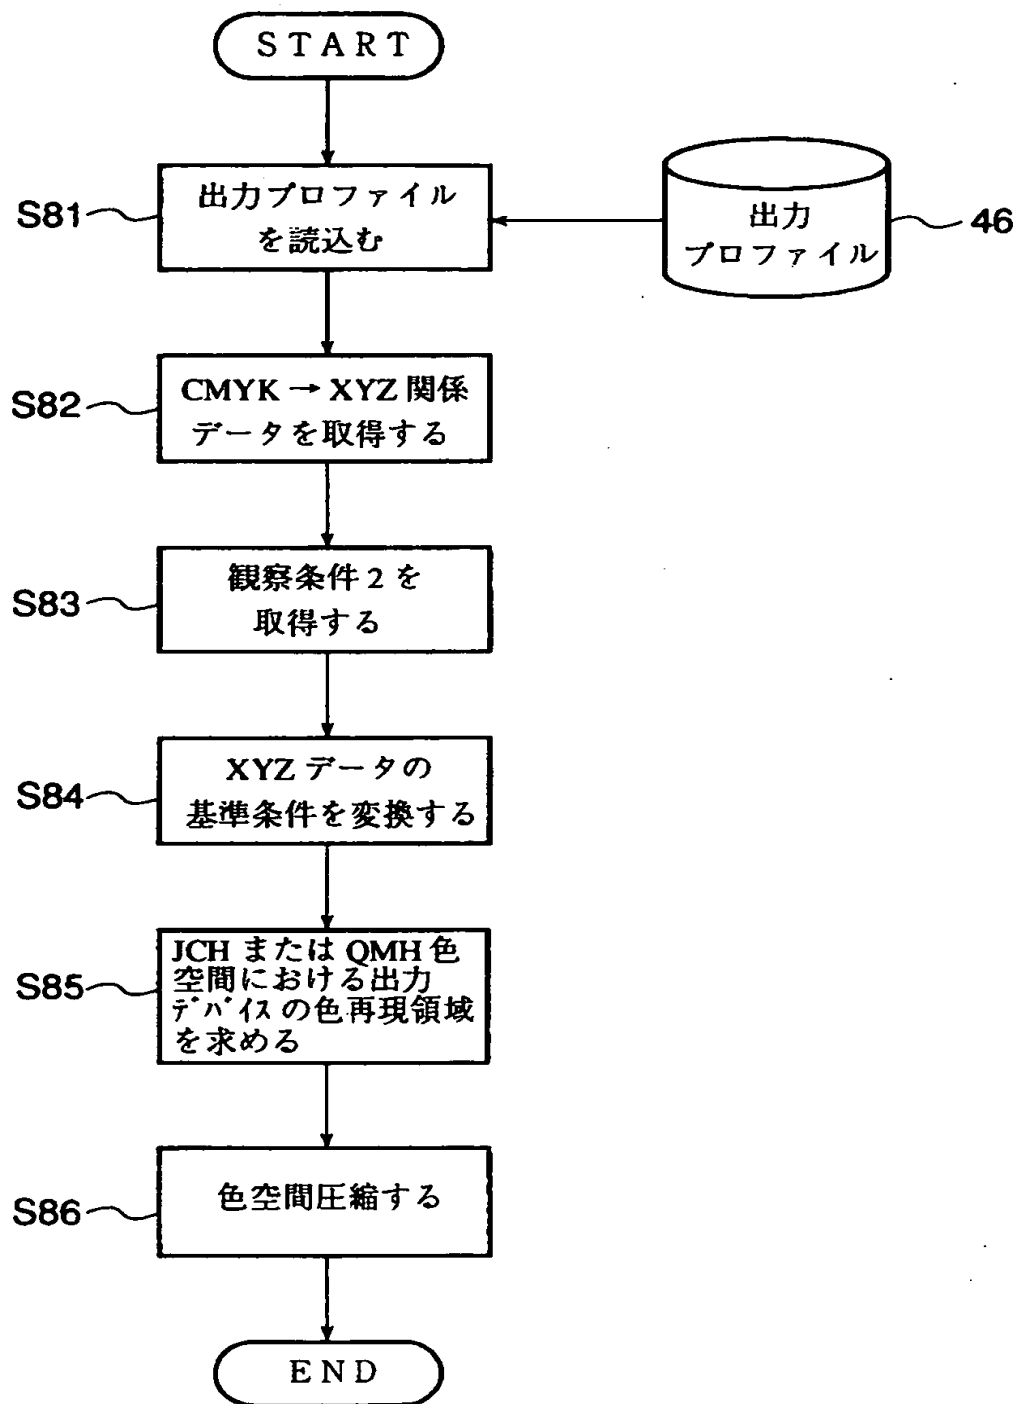 START
S81
出力プロファイル
を読込む
出力
プロファイル
46
S82
CMYK → XYZ 関係
データを取得する
S83
観察条件2を
取得する
S84
XYZ データの
基準条件を変換する
S85
JCH または QMH 色
空間における出力
ﾃﾞﾊﾞｲｽの色再現領域
を求める
S86
色空間圧縮する
END